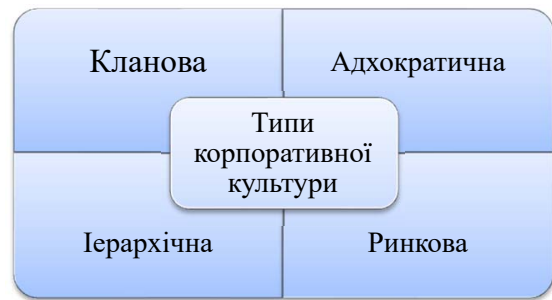 Кланова
Адхократична
Типи
корпоративної
культури
Ієрархічна
Ринкова